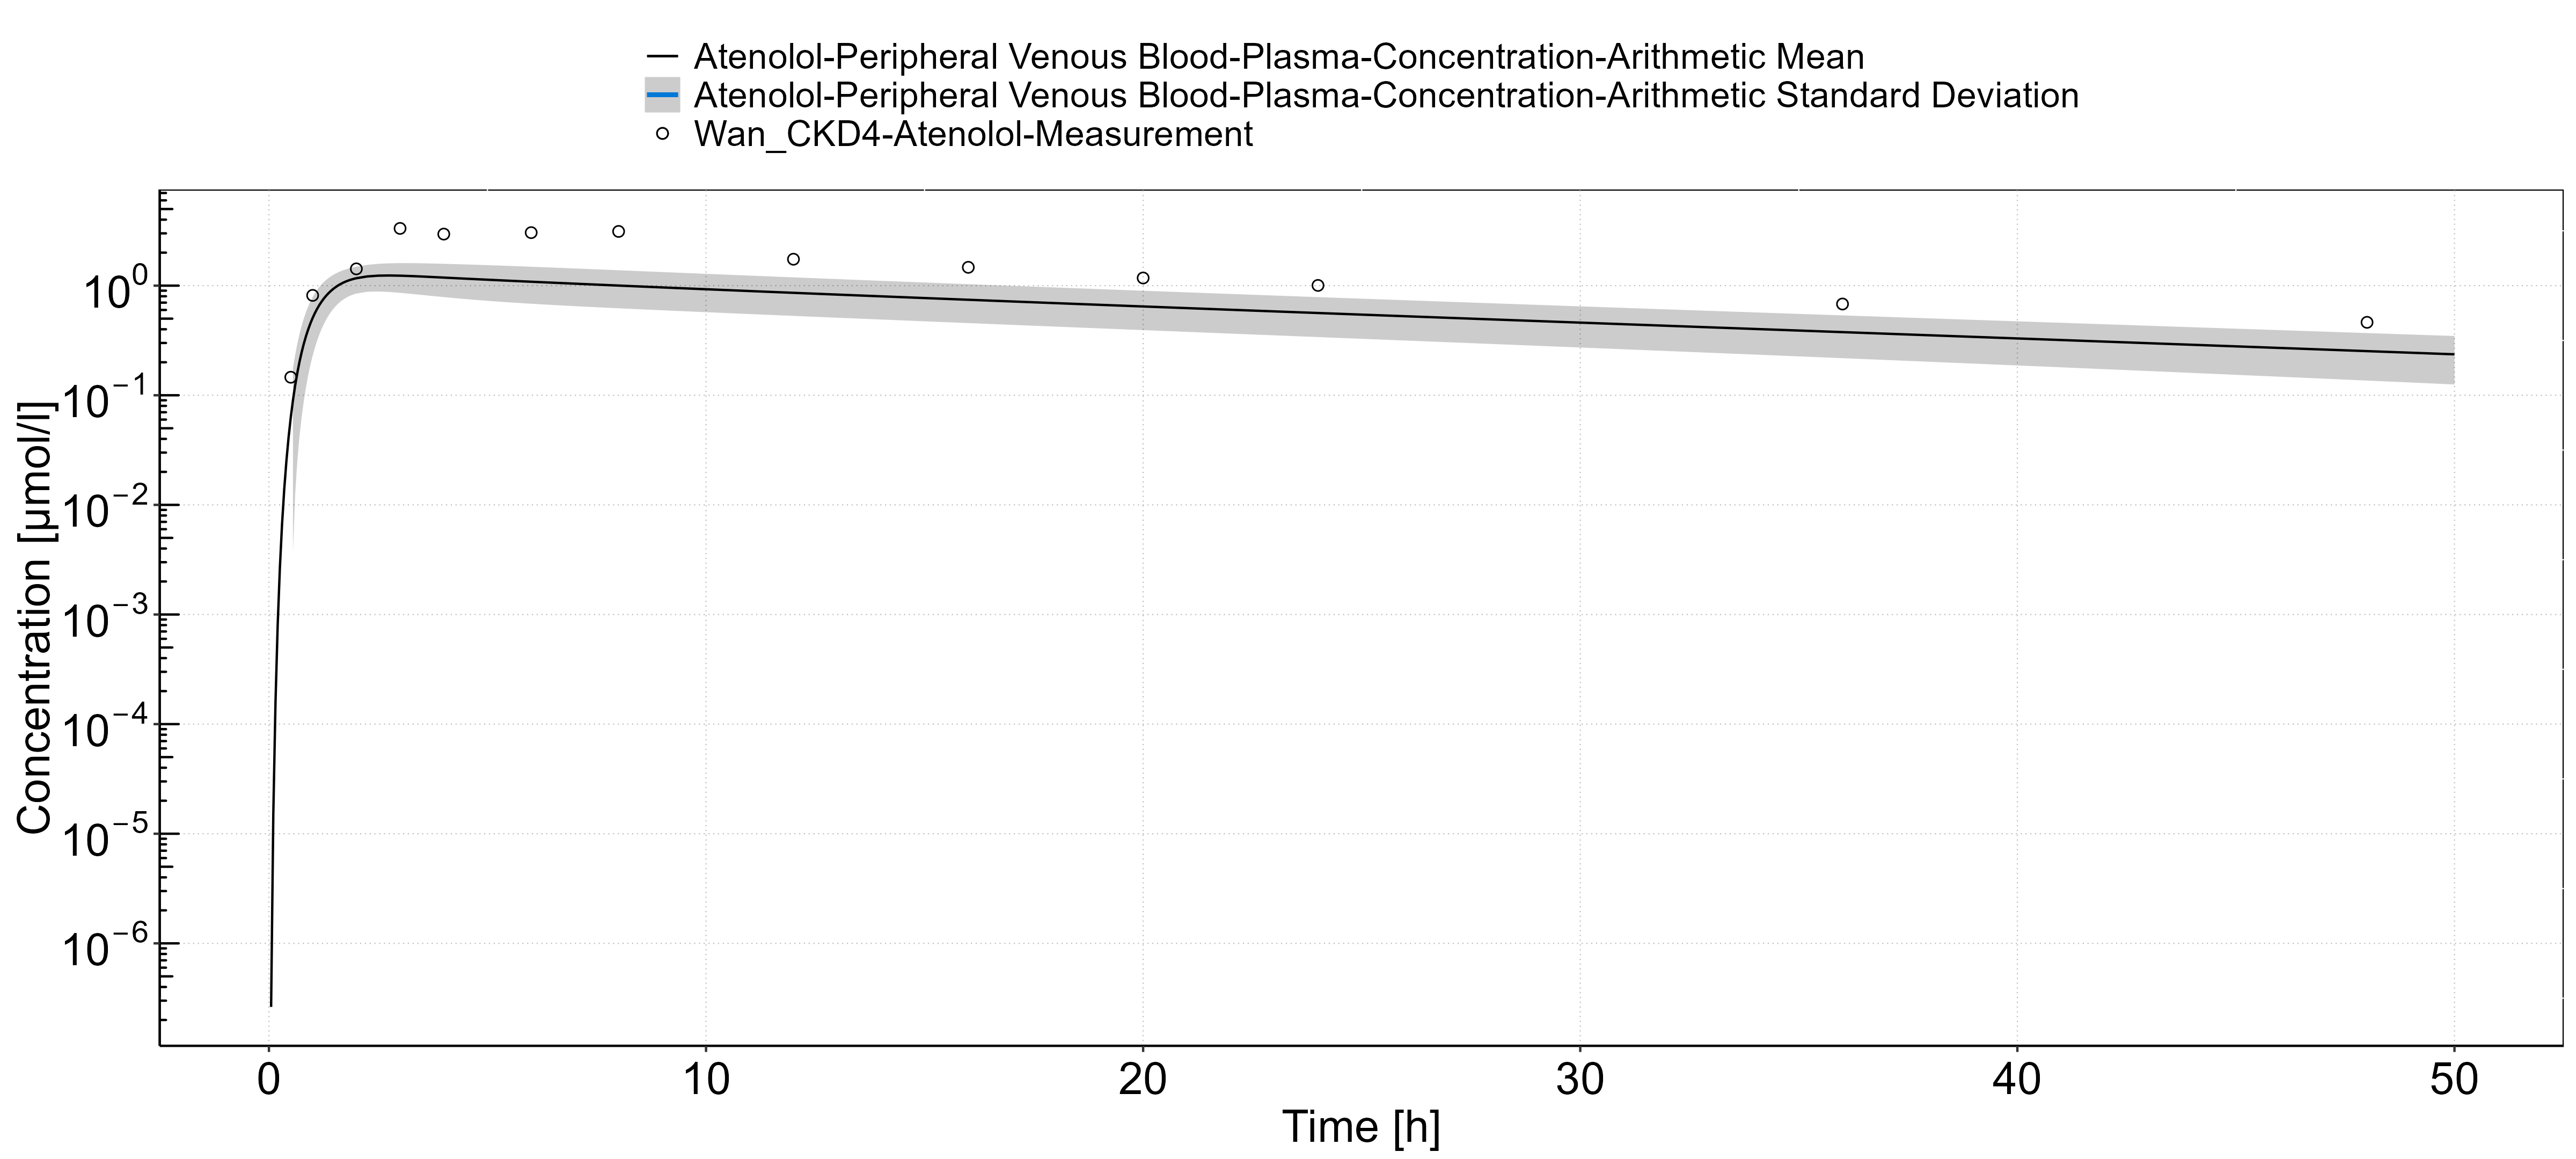 Atenolol-Peripheral Venous Blood-Plasma-Concentration-Arithmetic Mean
Atenolol-Peripheral Venous Blood-Plasma-Concentration-Arithmetic Standard Deviation
Wan_CKD4-Atenolol-Measurement
Concentration [µmol/l]
10⁰
10⁻¹
10⁻²
10⁻³
10⁻⁴
10⁻⁵
10⁻⁶
0 10 20 30 40 50
Time [h]